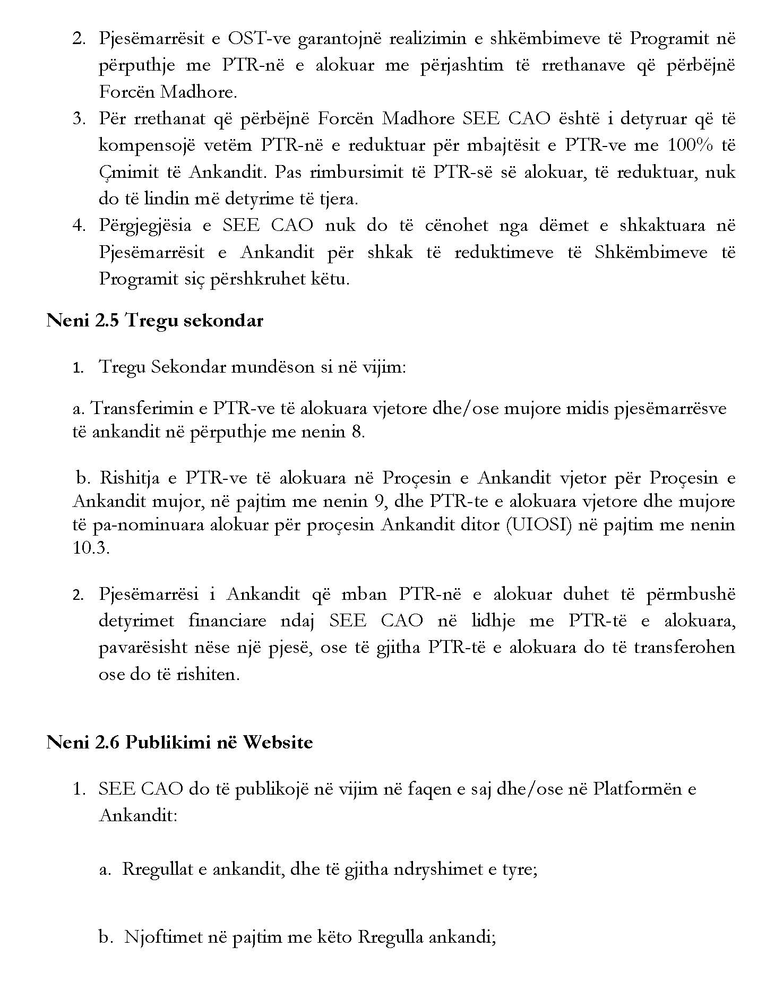 2. Pjesëmarrësit e OST-ve garantojnë realizimin e shkëmbimeve të Programit në
përputhje me PTR-në e alokuar me përjashtim të rrethanave që përbëjnë
Forcën Madhore.
3. Për rrethanat që përbëjnë Forcën Madhore SEE CAO është i detyruar që të
kompensojë vetëm PTR-në e reduktuar për mbajtësit e PTR-ve me 100% të
Çmimit të Ankandit. Pas rimbursimit të PTR-së së alokuar, të reduktuar, nuk
do të lindin më detyrime të tjera.
4. Përgjegjësia e SEE CAO nuk do të cënohet nga dëmet e shkaktuara në
Pjesëmarrësit e Ankandit për shkak të reduktimeve të Shkëmbimeve të
Programit siç përshkruhet këtu.
Neni 2.5 Tregu sekondar
1. Tregu Sekondar mundëson si në vijim:
a. Transferimin e PTR-ve të alokuara vjetore dhe/ose mujore midis pjesëmarrësve
të ankandit në përputhje me nenin 8.
b. Rishitja e PTR-ve të alokuara në Proçesin e Ankandit vjetor për Proçesin e
Ankandit mujor, në pajtim me nenin 9, dhe PTR-te e alokuara vjetore dhe mujore
të pa-nominuara alokuar për proçesin Ankandit ditor (UIOSI) në pajtim me nenin
10.3.
2. Pjesëmarrësi i Ankandit që mban PTR-në e alokuar duhet të përmbushë
detyrimet financiare ndaj SEE CAO në lidhje me PTR-të e alokuara,
pavarësisht nëse një pjesë, ose të gjitha PTR-të e alokuara do të transferohen
ose do të rishiten.
Neni 2.6 Publikimi në Website
1. SEE CAO do të publikojë në vijim në faqen e saj dhe/ose në Platformën e
Ankandit:
a. Rregullat e ankandit, dhe të gjitha ndryshimet e tyre;
b. Njoftimet në pajtim me këto Rregulla ankandi;